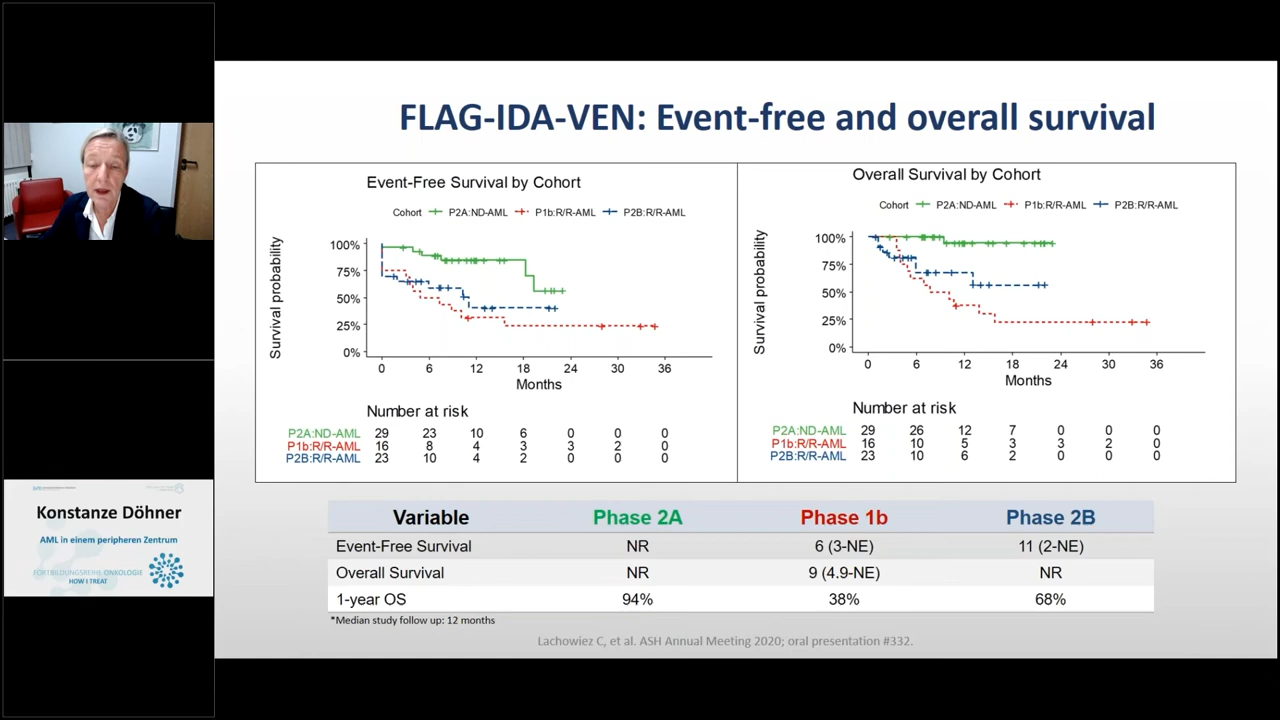 FLAG-IDA-VEN: Event-free and overall survival
Event-Free Survival by Cohort
Cohort P2A:ND-AML P1b:R/R-AML P2B:R/R-AML
Survival probability
100%
75%
50%
25%
0%
0 6 12 18 24 30 36
Months
Number at risk
P2A:ND-AML 29 23 10 6 0 0 0
P1b:R/R-AML 16 8 4 3 3 2 0
P2B:R/R-AML 23 10 4 2 0 0 0
Overall Survival by Cohort
Cohort P2A:ND-AML P1b:R/R-AML P2B:R/R-AML
Survival probability
100%
75%
50%
25%
0%
0 6 12 18 24 30 36
Months
Number at risk
P2A:ND-AML 29 26 12 7 0 0 0
P1b:R/R-AML 16 10 5 3 3 2 0
P2B:R/R-AML 23 10 6 2 0 0 0
Variable Phase 2A Phase 1b Phase 2B
Event-Free Survival NR 6 (3-NE) 11 (2-NE)
Overall Survival NR 9 (4.9-NE) NR
1-year OS 94% 38% 68%
*Median study follow up: 12 months
Lachowiez C, et al. ASH Annual Meeting 2020; oral presentation #332.
Konstanze Döhner
AML in einem peripheren Zentrum
FORTBILDUNGSREIHE ONKOLOGIE
HOW I TREAT